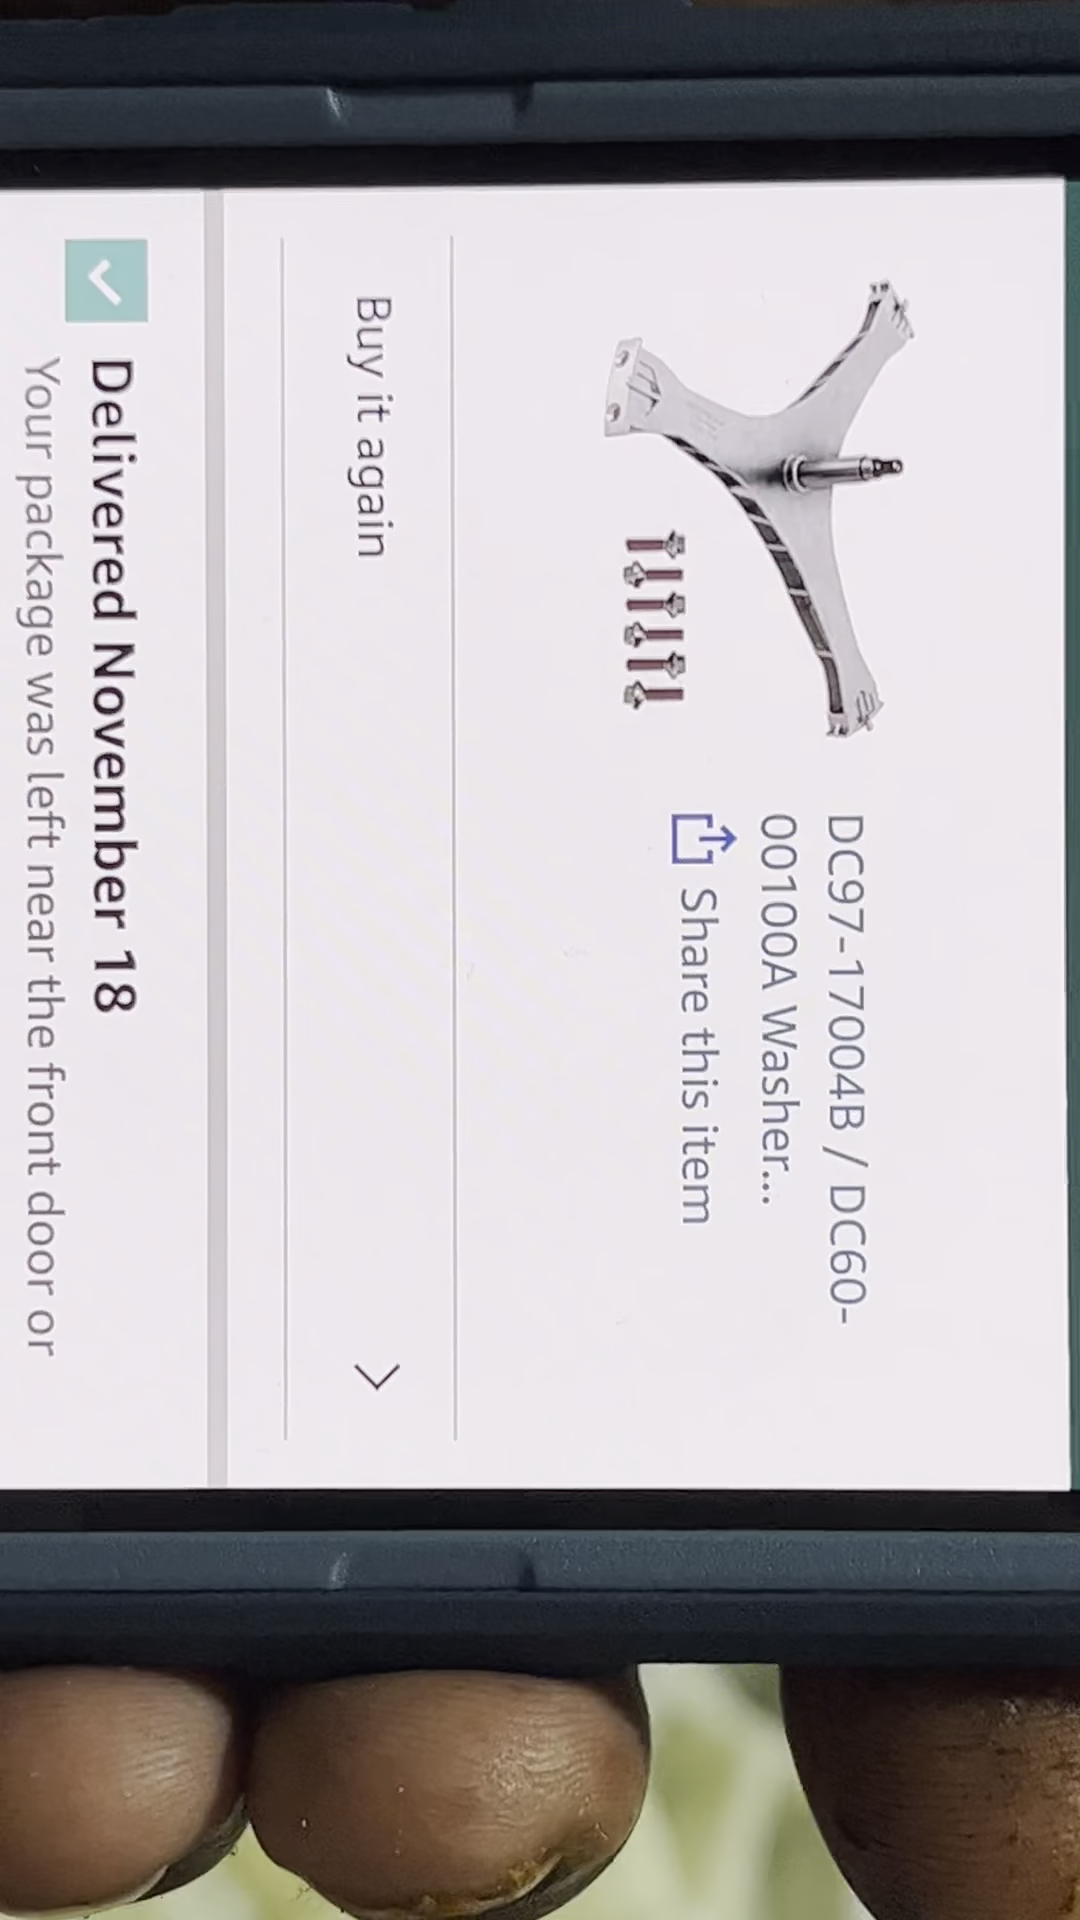 DC97-17004B / DC60-
00100A Washer...
Share this item
Buy it again
Delivered November 18
Your package was left near the front door or